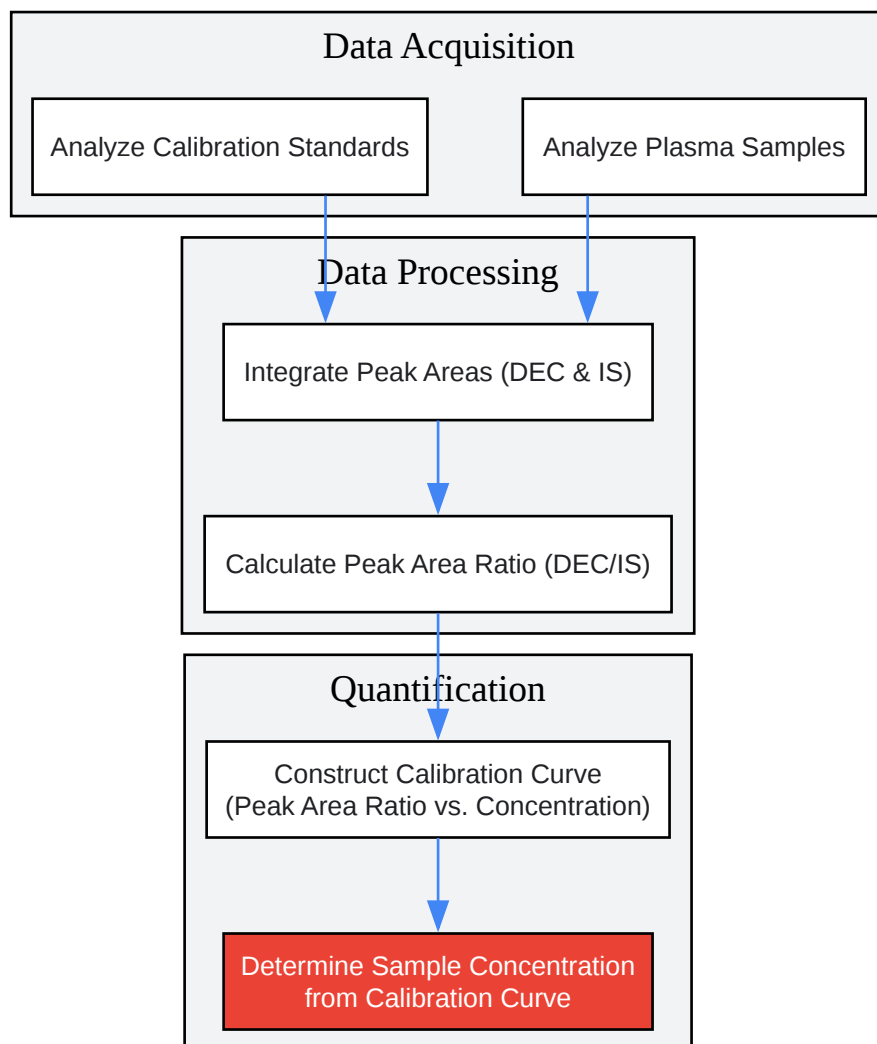 Data Acquisition
Analyze Calibration Standards
Analyze Plasma Samples
Data Processing
Integrate Peak Areas (DEC & IS)
Calculate Peak Area Ratio (DEC/IS)
Quantification
Construct Calibration Curve
(Peak Area Ratio vs. Concentration)
Determine Sample Concentration
from Calibration Curve